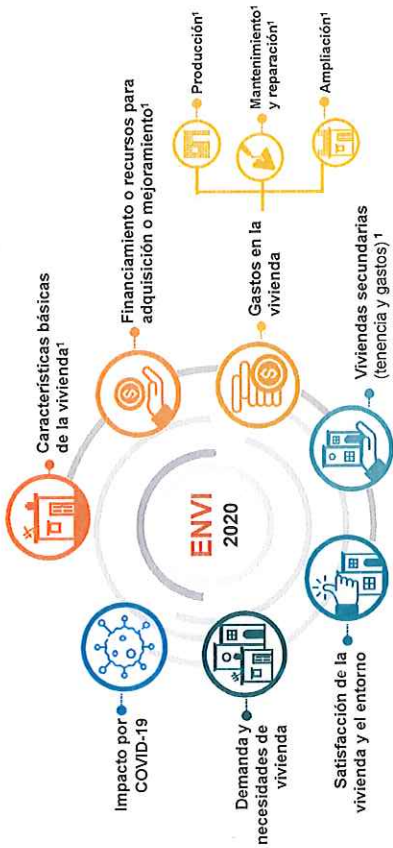 Características básicas
de la vivienda¹
Financiamiento o recursos para
adquisición o mejoramiento¹
Gastos en la
vivienda
Producción¹
Mantenimiento
y reparación¹
Ampliación¹
Viviendas secundarias
(tenencia y gastos) ¹
Satisfacción de la
vivienda y el entorno
Demanda y
necesidades de
vivienda
Impacto por
COVID-19
ENVI
2020